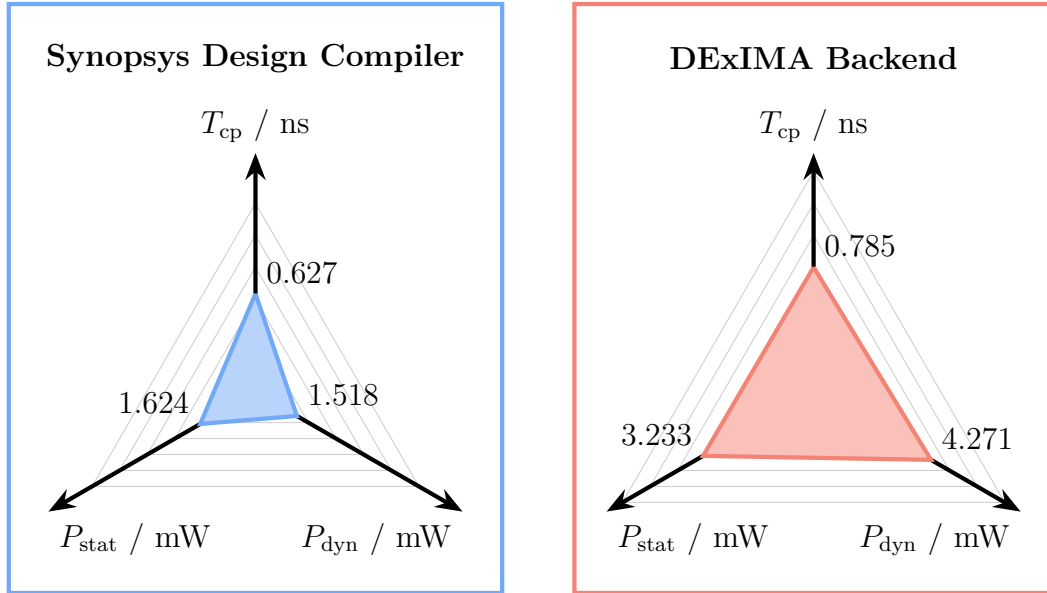 Synopsys Design Compiler
T_cp / ns
0.627
1.624
1.518
P_stat / mW
P_dyn / mW
DExIMA Backend
T_cp / ns
0.785
3.233
4.271
P_stat / mW
P_dyn / mW